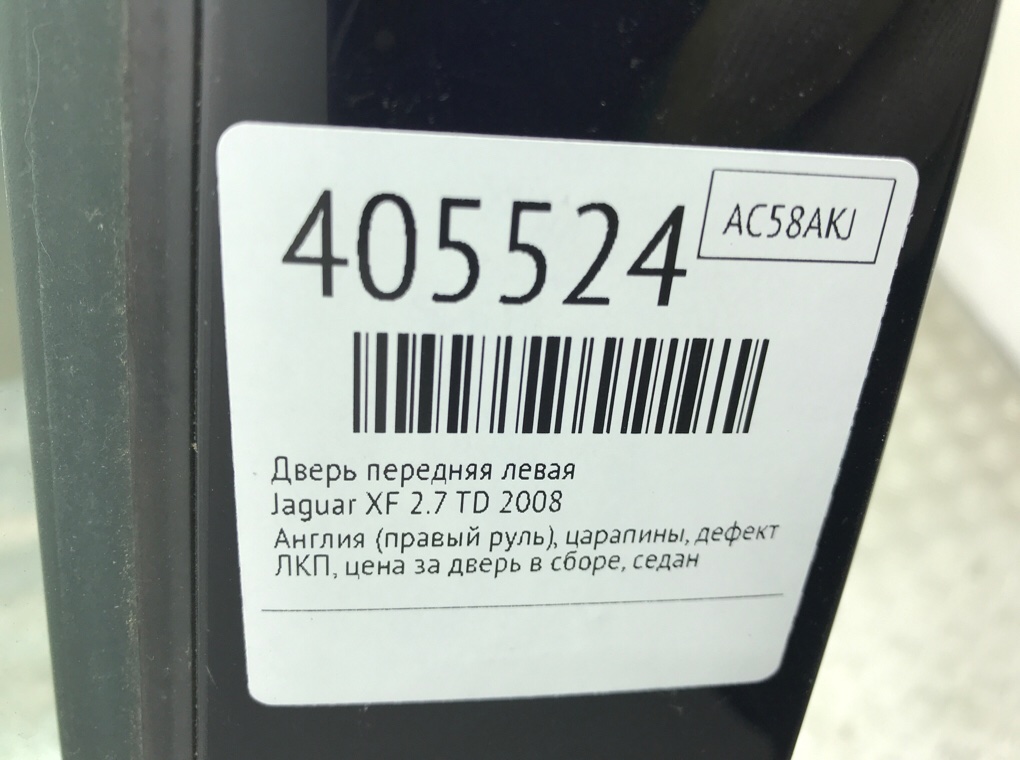 405524
AC58AKJ
Дверь передняя левая
Jaguar XF 2.7 TD 2008
Англия (правый руль), царапины, дефект
ЛКП, цена за дверь в сборе, седан